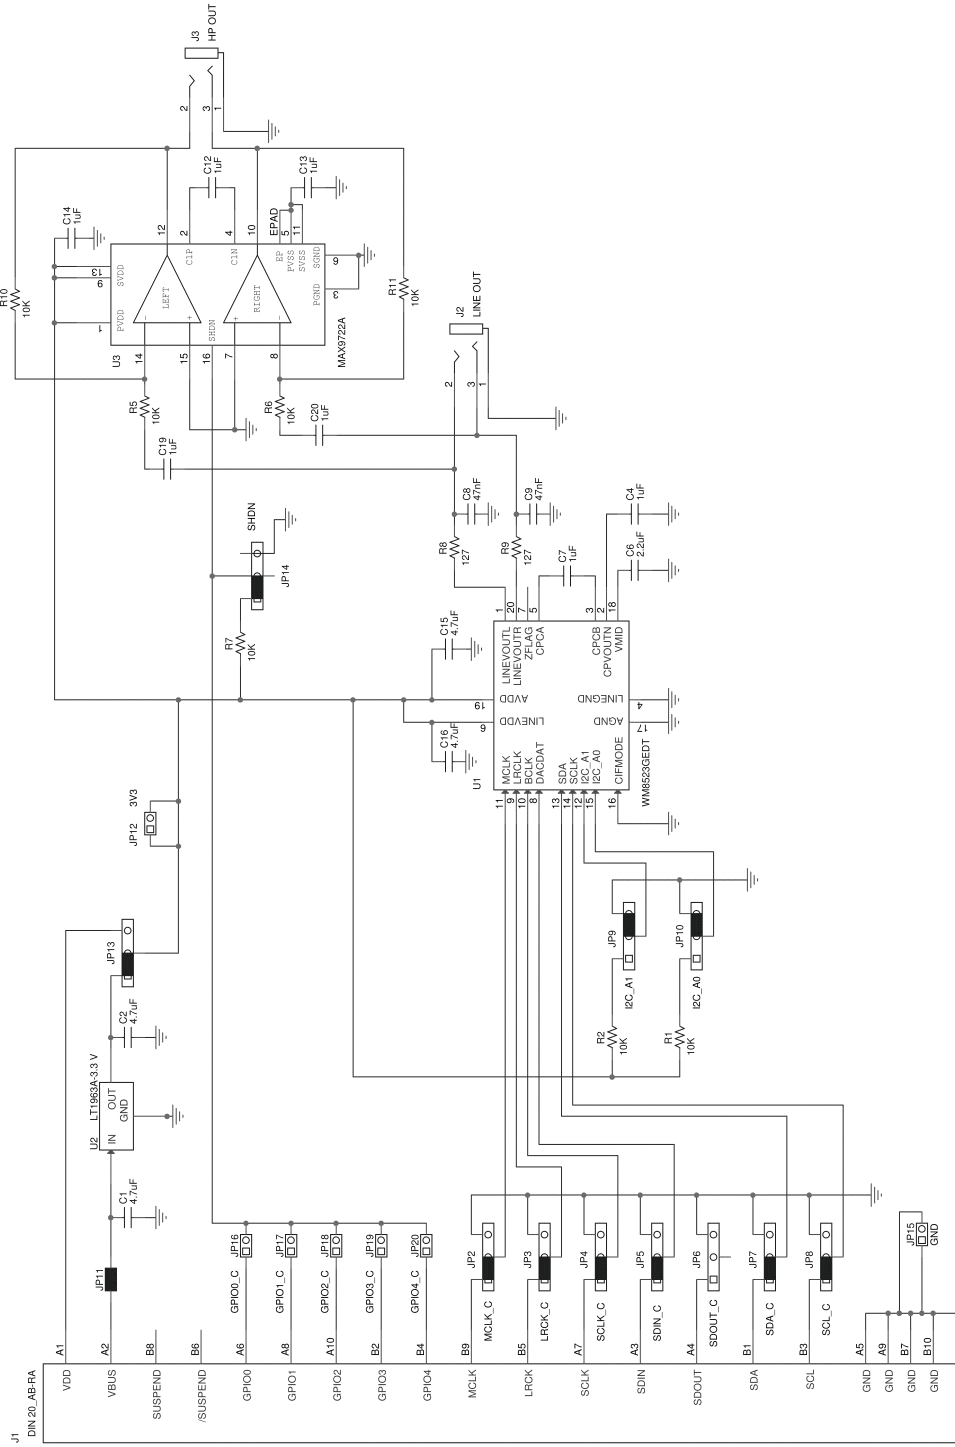 J1
DIN 20_AB-RA
VDD
A1
VBUS
A2
SUSPEND
B8
/SUSPEND
B6
GPIO0
A6
GPIO1
A8
GPIO2
A10
GPIO3
B2
GPIO4
B4
MCLK
B9
LRCK
B5
SCLK
A7
SDIN
A3
SDOUT
A4
SDA
B1
SCL
B3
GND
A5
GND
A9
GND
B7
GND
B10
JP11
C1
4.7uF
U2
LT1963A-3.3 V
IN
OUT
GND
C2
4.7uF
JP13
JP12
3V3
GPIO0_C
JP16
GPIO1_C
JP17
GPIO2_C
JP18
GPIO3_C
JP19
GPIO4_C
JP20
MCLK_C
JP2
LRCK_C
JP3
SCLK_C
JP4
SDIN_C
JP5
SDOUT_C
JP6
SDA_C
JP7
SCL_C
JP8
JP15
GND
R2
10K
R1
10K
I2C_A1
JP9
I2C_A0
JP10
U1
WM8523GEDT
11
MCLK
9
LRCLK
10
BCLK
8
DACDAT
13
SDA
14
SCLK
12
I2C_A1
15
I2C_A0
16
CIFMODE
6
LINEVDD
19
AVDD
17
AGND
4
LINEGND
LINEVOUTL
1
LINEVOUTR
20
ZFLAG
7
CPCA
5
CPCB
3
CPVOUTN
2
VMID
18
C16
4.7uF
C15
4.7uF
R7
10K
JP14
SHDN
R8
127
R9
127
C7
1uF
C8
47nF
C9
47nF
C6
2.2uF
C4
1uF
J2
LINE OUT
2
3
1
C19
1uF
R5
10K
C20
1uF
R6
10K
U3
MAX9722A
14
15
16
7
8
LEFT
-
+
SHDN
RIGHT
+
-
PVDD
1
SVDD
9
13
PGND
3
SGND
6
12
C1P
2
C1N
4
10
EP
EPAD
PVSS
5
SVSS
11
R10
10K
R11
10K
C14
1uF
C12
1uF
C13
1uF
J3
HP OUT
2
3
1